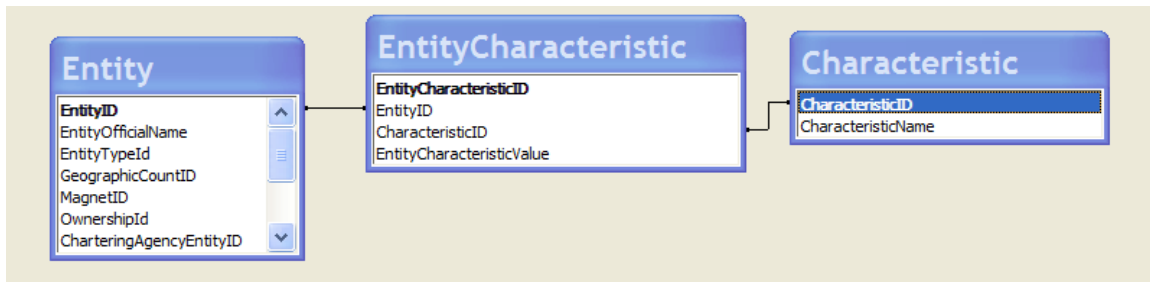 Entity
EntityID
EntityOfficialName
EntityTypeId
GeographicCountID
MagnetID
OwnershipId
CharteringAgencyEntityID
EntityCharacteristic
EntityCharacteristicID
EntityID
CharacteristicID
EntityCharacteristicValue
Characteristic
CharacteristicID
CharacteristicName